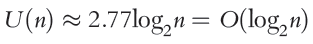 U(n) ≈ 2.77log₂n = O(log₂n)